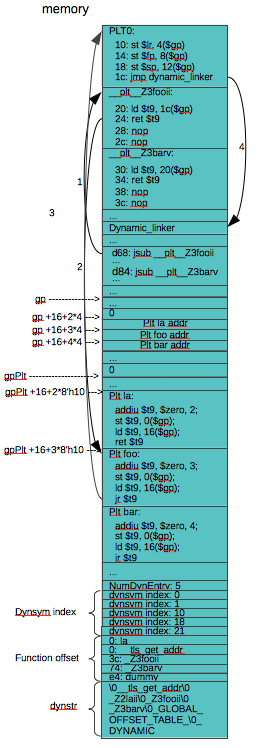 memory
PLT0:
10: st $lr, 4($gp)
14: st $fp, 8($gp)
18: st $sp, 12($gp)
1c: jmp dynamic_linker
__plt__Z3fooii:
20: ld $t9, 1c($gp)
24: ret $t9
28: nop
2c: nop
__plt__Z3barv:
30: ld $t9, 20($gp)
34: ret $t9
38: nop
3c: nop
...
Dynamic_linker
...
d68: jsub __plt__Z3fooii
...
d84: jsub __plt__Z3barv
...
...
0
Plt la addr
Plt foo addr
Plt bar addr
...
0
...
Plt la:
addiu $t9, $zero, 2;
st $t9, 0($gp);
ld $t9, 16($gp);
ret $t9
Plt foo:
addiu $t9, $zero, 3;
st $t9, 0($gp);
ld $t9, 16($gp);
jr $t9
Plt bar:
addiu $t9, $zero, 4;
st $t9, 0($gp);
ld $t9, 16($gp);
jr $t9
...
NumDynEntry: 5
dynsym index: 0
dynsym index: 1
dynsym index: 10
dynsym index: 18
dynsym index: 21
0: la
0: __tls_get_addr
3c: _Z3fooii
74: _Z3barv
e4: dummy
\0__tls_get_addr\0
_Z2laii\0_Z3fooii\0
_Z3barv\0_GLOBAL_
OFFSET_TABLE_\0_
DYNAMIC
1
3
2
4
gp ---------------->
gp +16+2*4 -->
gp +16+3*4 -->
gp +16+4*4 -->
gpPlt ------------------>
gpPlt +16+2*8'h10 -->
gpPlt +16+3*8'h10 -->
Dynsym index
Function offset
dynstr